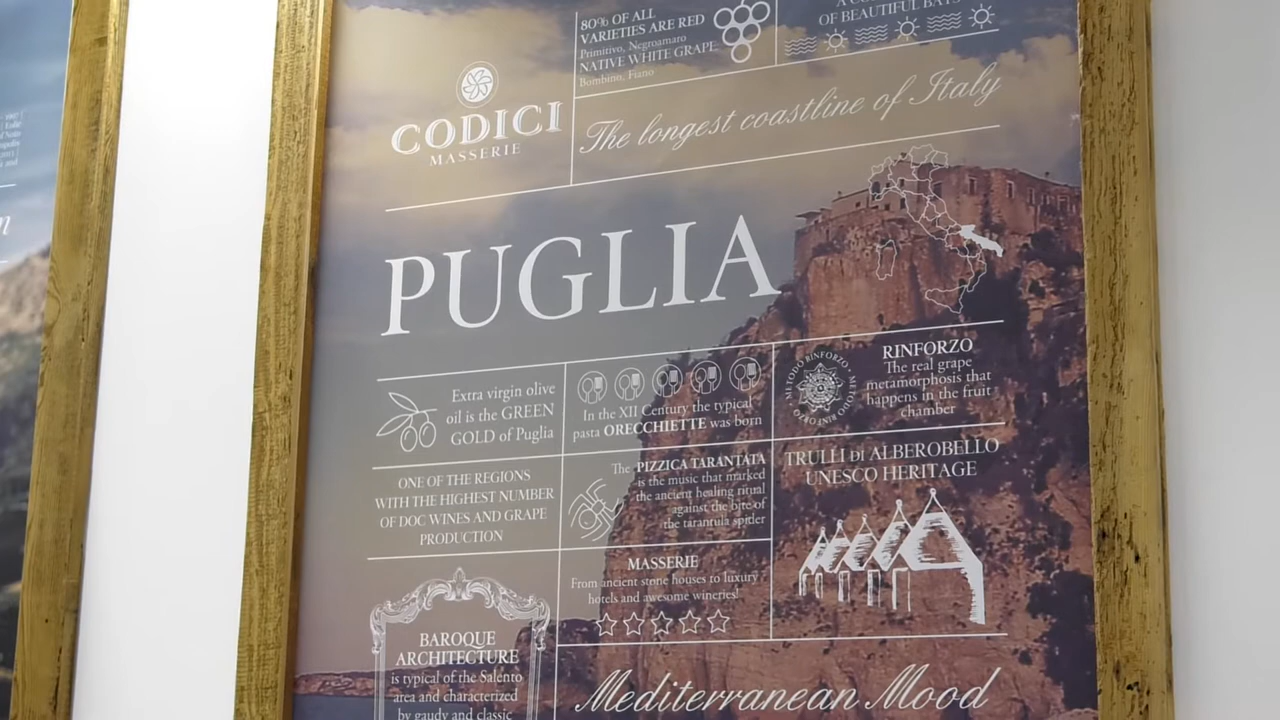 80% OF ALL
VARIETIES ARE RED
Primitivo, Negroamaro
NATIVE WHITE GRAPE
Bombino, Fiano
OF BEAUTIFUL BAYS
CODICI
MASSERIE
The longest coastline of Italy
PUGLIA
Extra virgin olive
oil is the GREEN
GOLD of Puglia
In the XII Century the typical
pasta ORECCHIETTE was born
METODO RINFORZO • METODO RINFORZO •
RINFORZO
The real grape
metamorphosis that
happens in the fruit
chamber
ONE OF THE REGIONS
WITH THE HIGHEST NUMBER
OF DOC WINES AND GRAPE
PRODUCTION
The PIZZICA TARANTATA
is the music that marked
the ancient healing ritual
against the bite of
the tarantula spider
TRULLI DI ALBEROBELLO
UNESCO HERITAGE
MASSERIE
From ancient stone houses to luxury
hotels and awesome wineries!
BAROQUE
ARCHITECTURE
is typical of the Salento
area and characterized
by gaudy and classic
Mediterranean Mood